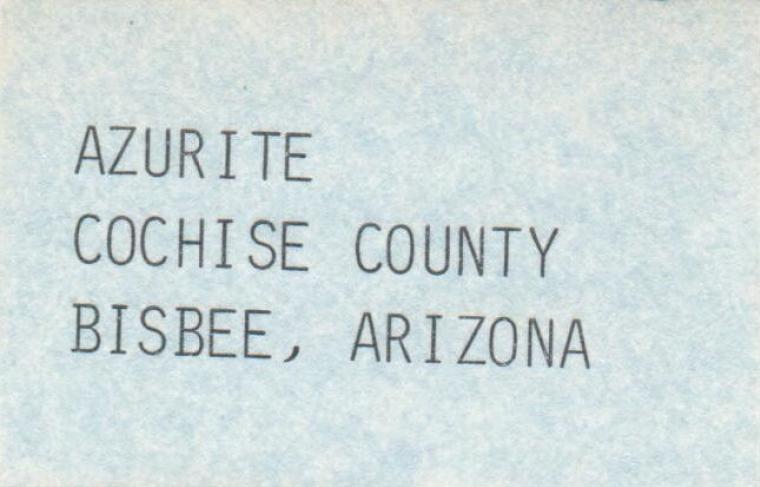 AZURITE
COCHISE COUNTY
BISBEE, ARIZONA